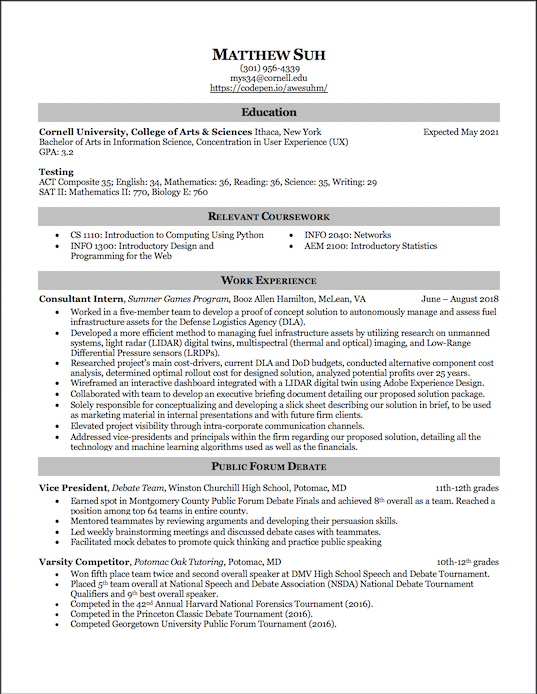 MATTHEW SUH
(301) 956-4339
mys34@cornell.edu
https://codepen.io/awesuhm/
Education
Cornell University, College of Arts & Sciences Ithaca, New York Expected May 2021
Bachelor of Arts in Information Science, Concentration in User Experience (UX)
GPA: 3.2
Testing
ACT Composite 35; English: 34, Mathematics: 36, Reading: 36, Science: 35, Writing: 29
SAT II: Mathematics II: 770, Biology E: 760
RELEVANT COURSEWORK
• CS 1110: Introduction to Computing Using Python
• INFO 1300: Introductory Design and
Programming for the Web
• INFO 2040: Networks
• AEM 2100: Introductory Statistics
WORK EXPERIENCE
Consultant Intern, Summer Games Program, Booz Allen Hamilton, McLean, VA June – August 2018
• Worked in a five-member team to develop a proof of concept solution to autonomously manage and assess fuel
infrastructure assets for the Defense Logistics Agency (DLA).
• Developed a more efficient method to managing fuel infrastructure assets by utilizing research on unmanned
systems, light radar (LIDAR) digital twins, multispectral (thermal and optical) imaging, and Low-Range
Differential Pressure sensors (LRDPs).
• Researched project's main cost-drivers, current DLA and DoD budgets, conducted alternative component cost
analysis, determined optimal rollout cost for designed solution, analyzed potential profits over 25 years.
• Wireframed an interactive dashboard integrated with a LIDAR digital twin using Adobe Experience Design.
• Collaborated with team to develop an executive briefing document detailing our proposed solution package.
• Solely responsible for conceptualizing and developing a slick sheet describing our solution in brief, to be used
as marketing material in internal presentations and with future firm clients.
• Elevated project visibility through intra-corporate communication channels.
• Addressed vice-presidents and principals within the firm regarding our proposed solution, detailing all the
technology and machine learning algorithms used as well as the financials.
PUBLIC FORUM DEBATE
Vice President, Debate Team, Winston Churchill High School, Potomac, MD 11th-12th grades
• Earned spot in Montgomery County Public Forum Debate Finals and achieved 8th overall as a team. Reached a
position among top 64 teams in entire county.
• Mentored teammates by reviewing arguments and developing their persuasion skills.
• Led weekly brainstorming meetings and discussed debate cases with teammates.
• Facilitated mock debates to promote quick thinking and practice public speaking
Varsity Competitor, Potomac Oak Tutoring, Potomac, MD 10th-12th grades
• Won fifth place team twice and second overall speaker at DMV High School Speech and Debate Tournament.
• Placed 5th team at National Speech and Debate Association (NSDA) National Debate Tournament
Qualifiers and 9th best overall speaker.
• Competed in the 42nd Annual Harvard National Forensics Tournament (2016).
• Competed in the Princeton Classic Debate Tournament (2016).
• Competed Georgetown University Public Forum Tournament (2016).